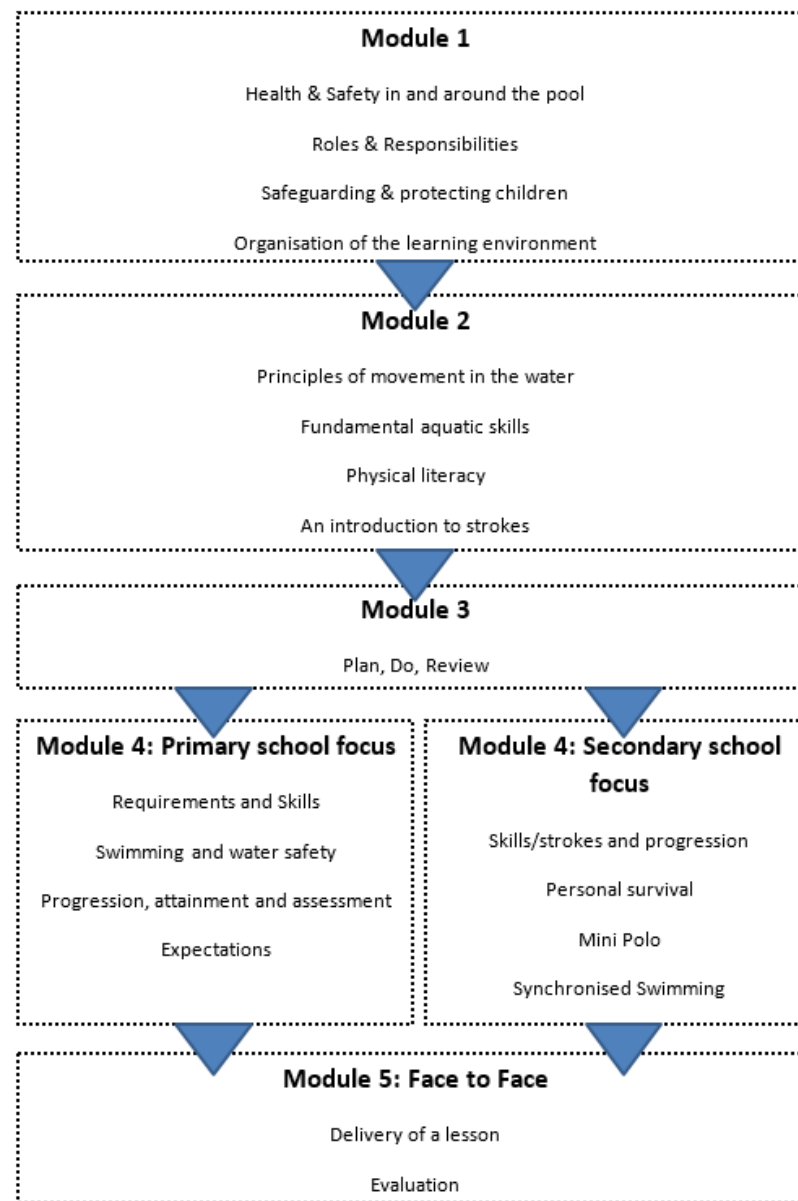 Module 1
Health & Safety in and around the pool
Roles & Responsibilities
Safeguarding & protecting children
Organisation of the learning environment
Module 2
Principles of movement in the water
Fundamental aquatic skills
Physical literacy
An introduction to strokes
Module 3
Plan, Do, Review
Module 4: Primary school focus
Requirements and Skills
Swimming and water safety
Progression, attainment and assessment
Expectations
Module 4: Secondary school
focus
Skills/strokes and progression
Personal survival
Mini Polo
Synchronised Swimming
Module 5: Face to Face
Delivery of a lesson
Evaluation